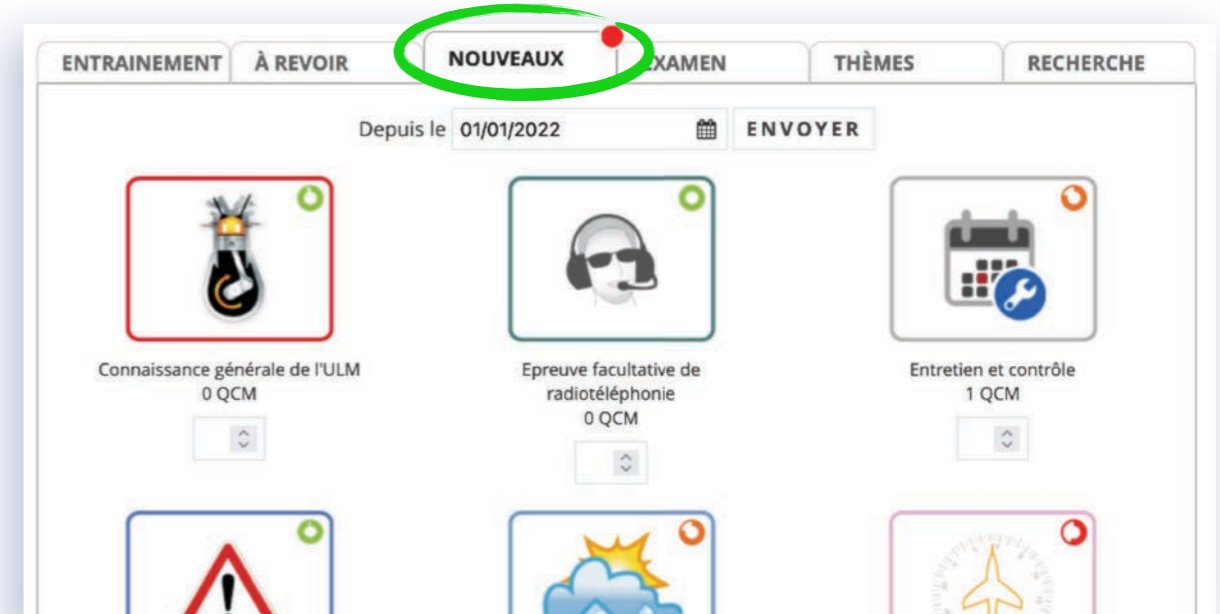 ENTRAINEMENT À REVOIR NOUVEAUX EXAMEN THÈMES RECHERCHE
Depuis le 01/01/2022 ENVOYER
Connaissance générale de l'ULM
0 QCM
Epreuve facultative de
radiotéléphonie
0 QCM
Entretien et contrôle
1 QCM